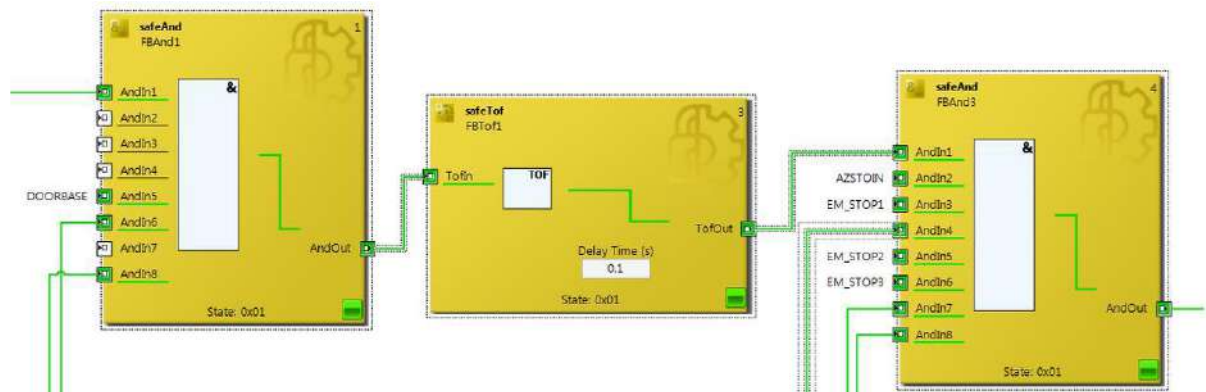 safeAnd
FBAnd1
1
&
AndIn1
AndIn2
AndIn3
AndIn4
DOORBASE
AndIn5
AndIn6
AndIn7
AndIn8
AndOut
State: 0x01
safeTof
FBTof1
3
TofIn
TOF
TofOut
Delay Time (s)
0.1
State: 0x01
safeAnd
FBAnd3
4
&
AndIn1
AZSTOIN
AndIn2
EM_STOP1
AndIn3
AndIn4
EM_STOP2
AndIn5
EM_STOP3
AndIn6
AndIn7
AndIn8
AndOut
State: 0x01